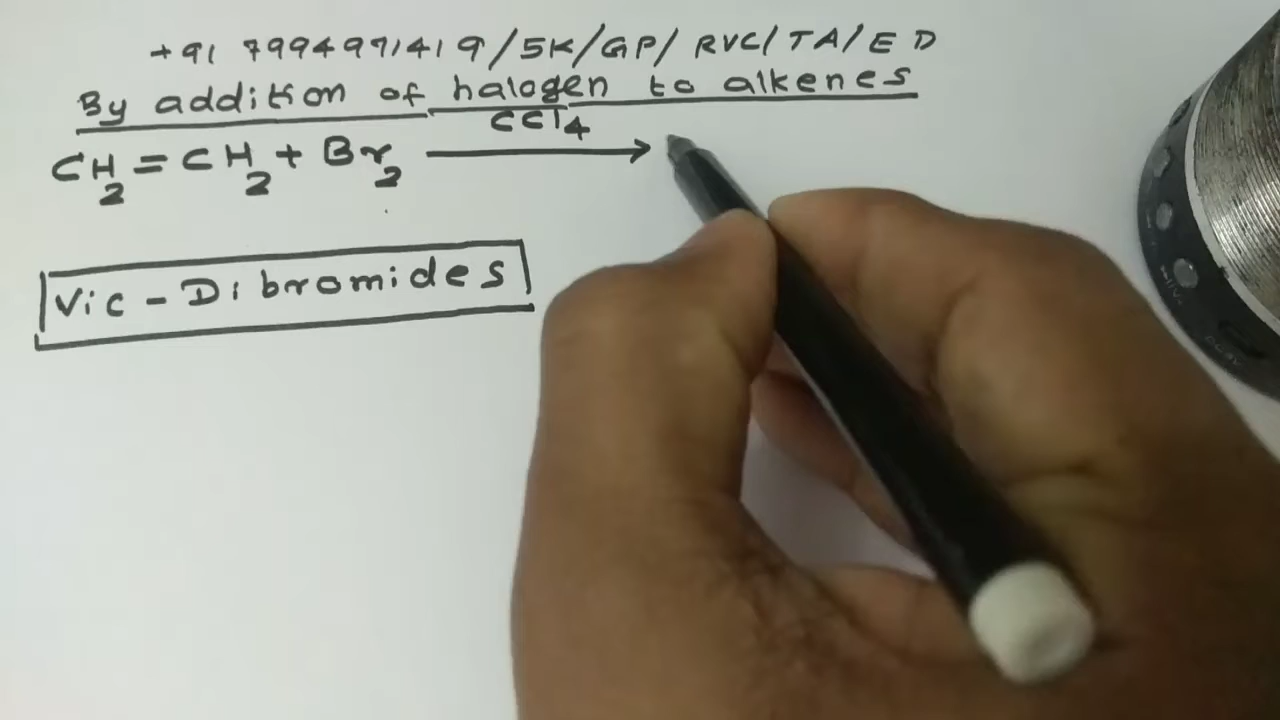 +91 7994971419/SK/GP/ RVC/TA/ED
By addition of halogen to alkenes
CCl4
CH2=CH2+Br2
Vic-Dibromides